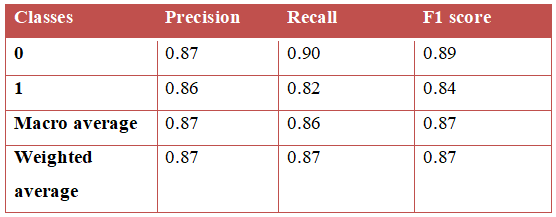 Classes Precision Recall F1 score
0 0.87 0.90 0.89
1 0.86 0.82 0.84
Macro average 0.87 0.86 0.87
Weighted 0.87 0.87 0.87
average